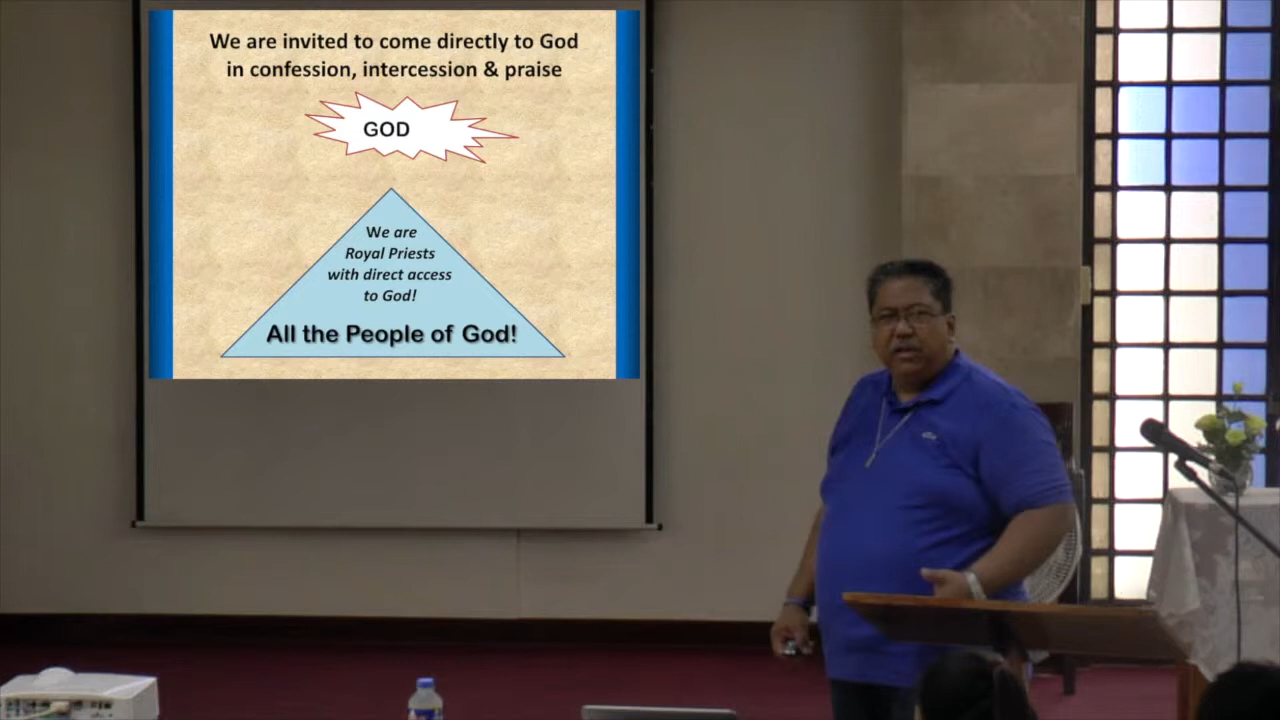 We are invited to come directly to God
in confession, intercession & praise
GOD
We are
Royal Priests
with direct access
to God!
All the People of God!